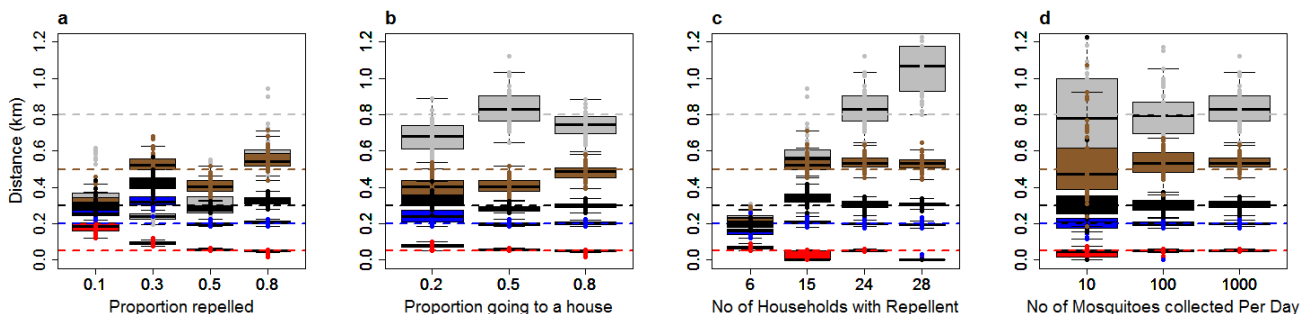 a
b
c
d
Distance (km)
0.0 0.2 0.4 0.6 0.8 1.0 1.2
0.0 0.2 0.4 0.6 0.8 1.0 1.2
0.0 0.2 0.4 0.6 0.8 1.0 1.2
0.0 0.2 0.4 0.6 0.8 1.0 1.2
0.1 0.3 0.5 0.8
0.2 0.5 0.8
6 15 24 28
10 100 1000
Proportion repelled
Proportion going to a house
No of Households with Repellent
No of Mosquitoes collected Per Day